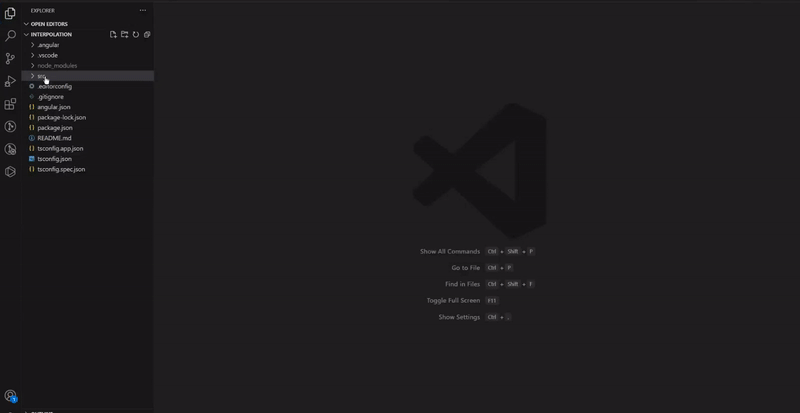 EXPLORER
OPEN EDITORS
INTERPOLATION
.angular
.vscode
node_modules
src
.editorconfig
.gitignore
angular.json
package-lock.json
package.json
README.md
tsconfig.app.json
tsconfig.json
tsconfig.spec.json
Show All Commands Ctrl + SNR + P
Go to File Ctrl + P
Find in Files Ctrl + SNR + F
Toggle Full Screen F11
Show Settings Ctrl + ,